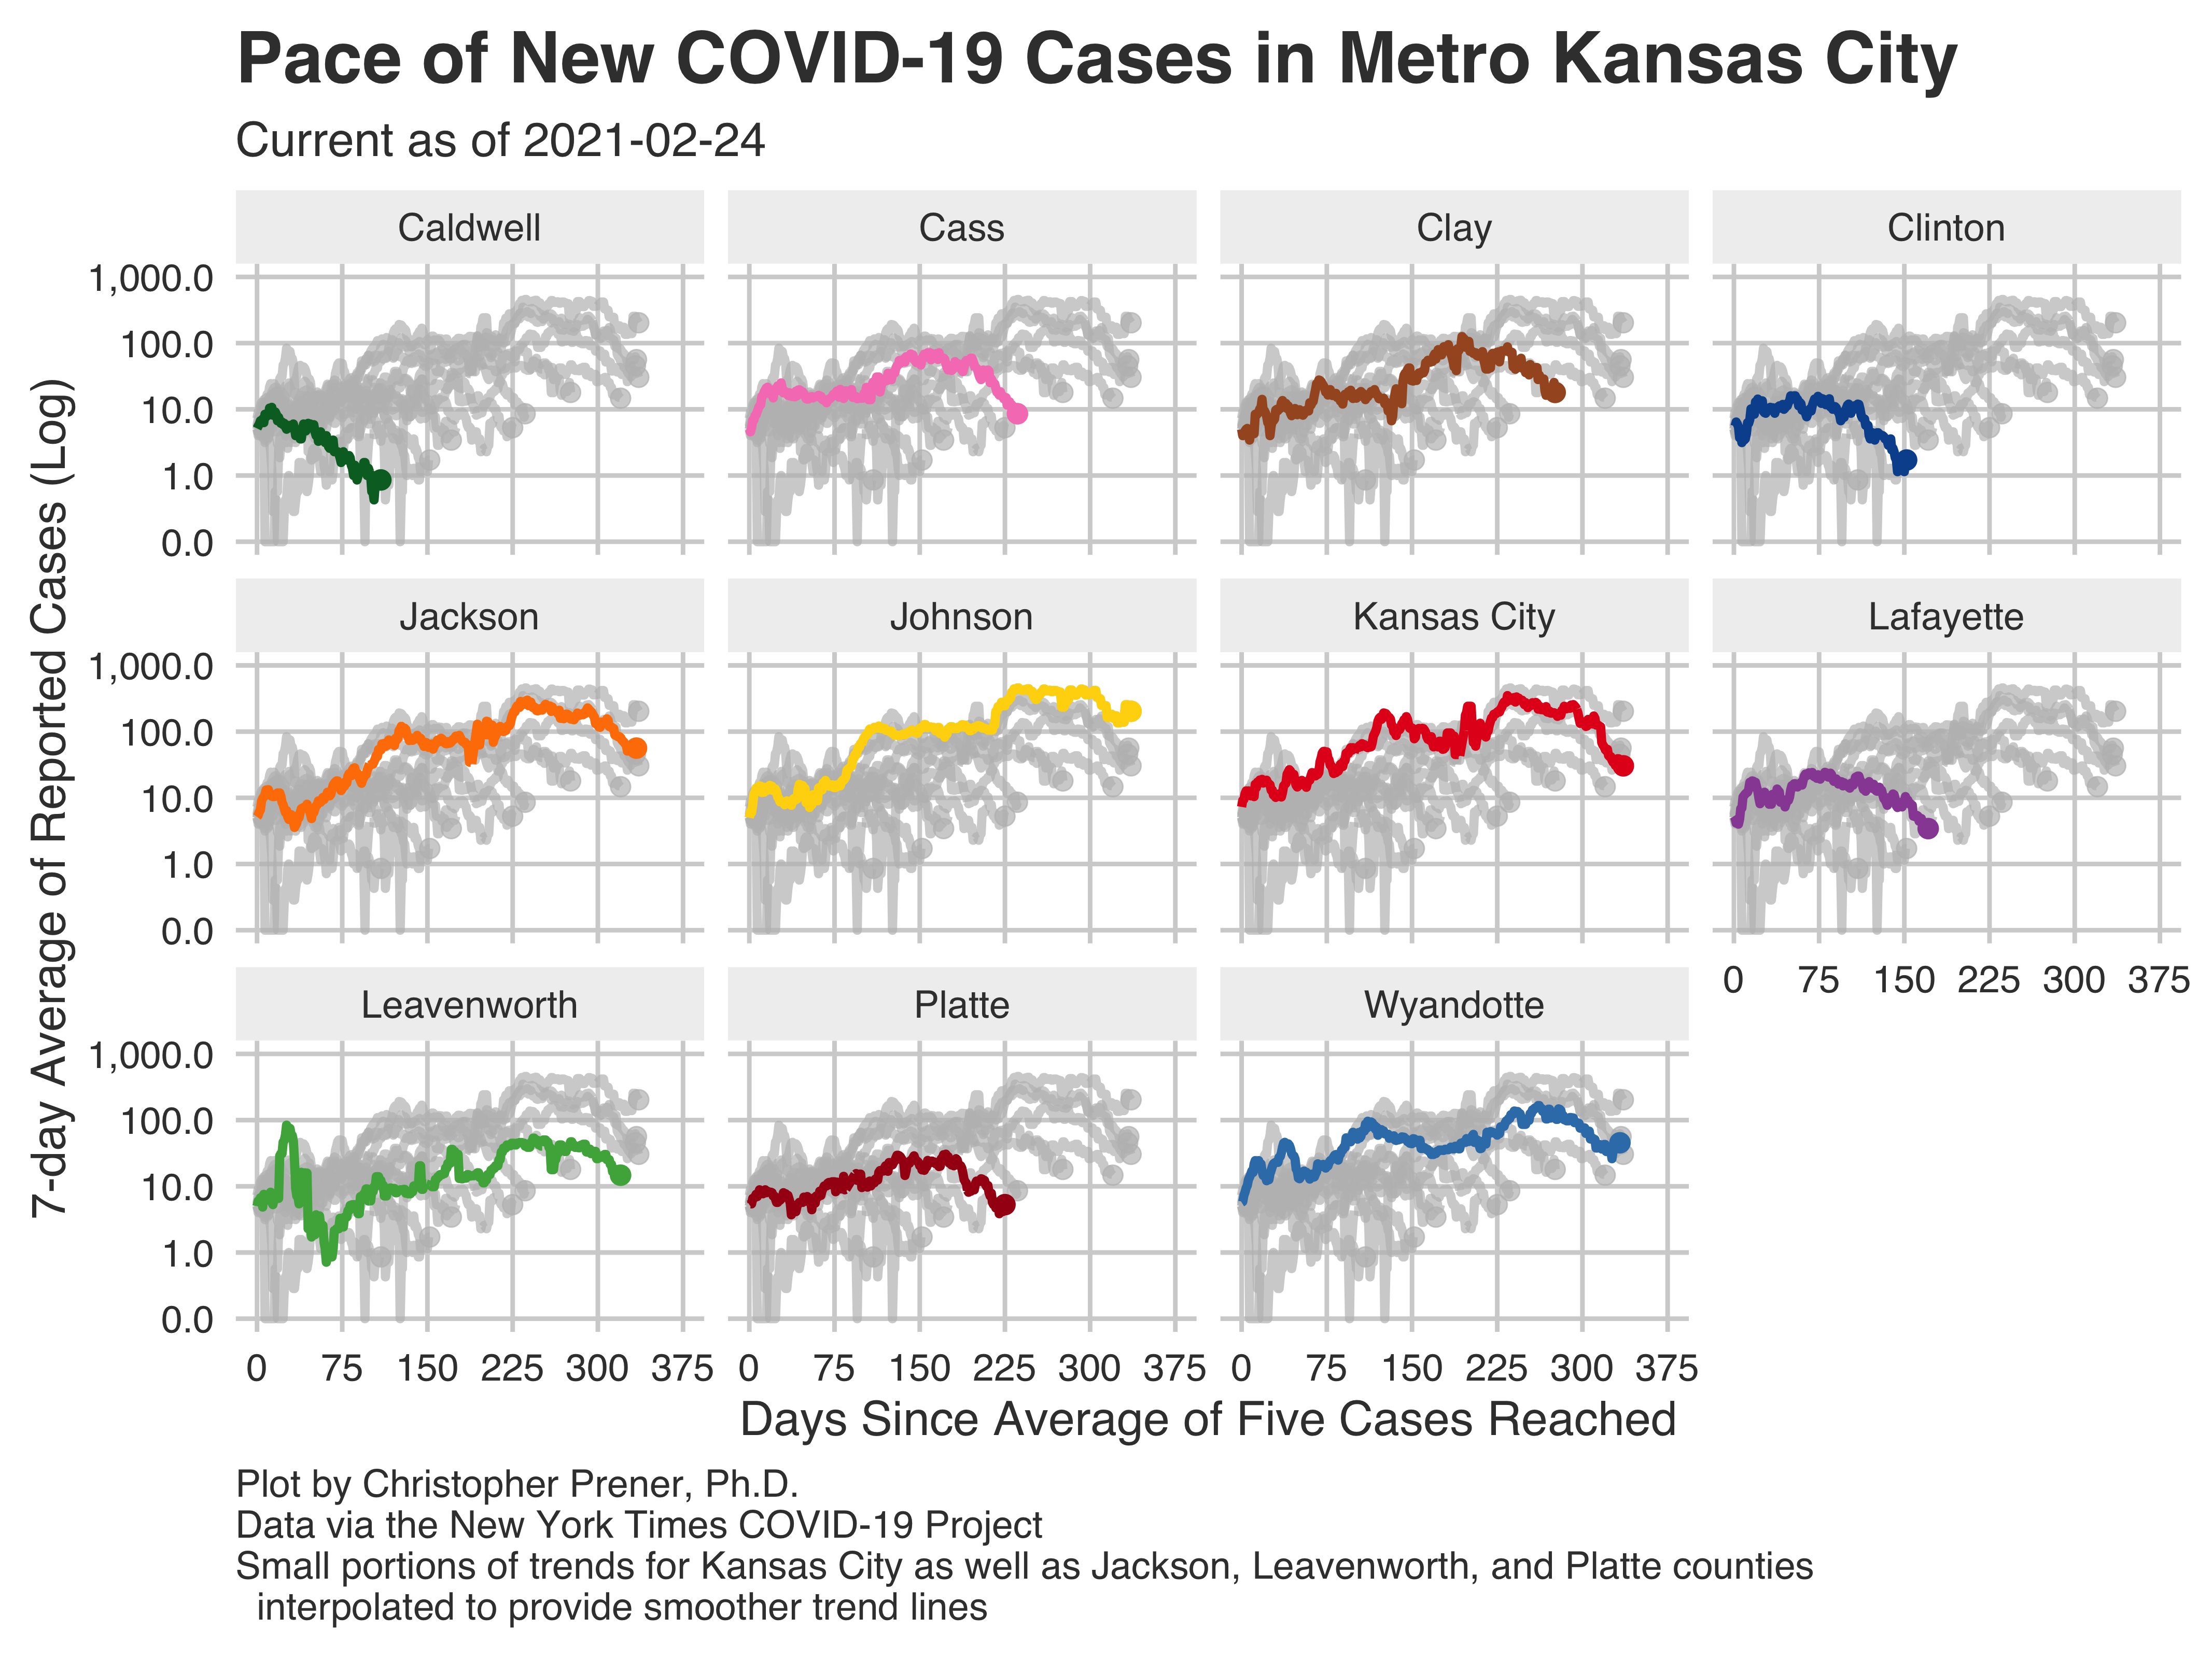 Pace of New COVID-19 Cases in Metro Kansas City
Current as of 2021-02-24
7-day Average of Reported Cases (Log)
Caldwell
Cass
Clay
Clinton
1,000.0
100.0
10.0
1.0
0.0
Jackson
Johnson
Kansas City
Lafayette
1,000.0
100.0
10.0
1.0
0.0
0 75 150 225 300 375
Leavenworth
Platte
Wyandotte
1,000.0
100.0
10.0
1.0
0.0
0 75 150 225 300 375
0 75 150 225 300 375
0 75 150 225 300 375
Days Since Average of Five Cases Reached
Plot by Christopher Prener, Ph.D.
Data via the New York Times COVID-19 Project
Small portions of trends for Kansas City as well as Jackson, Leavenworth, and Platte counties
interpolated to provide smoother trend lines